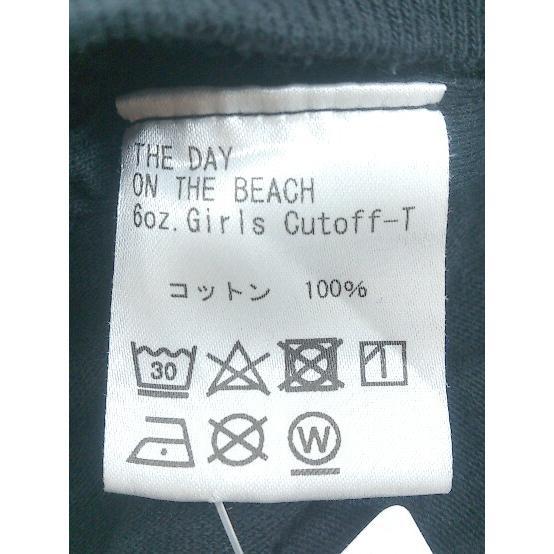 THE DAY
ON THE BEACH
6oz.Girls Cutoff-T
コットン 100%
30
W